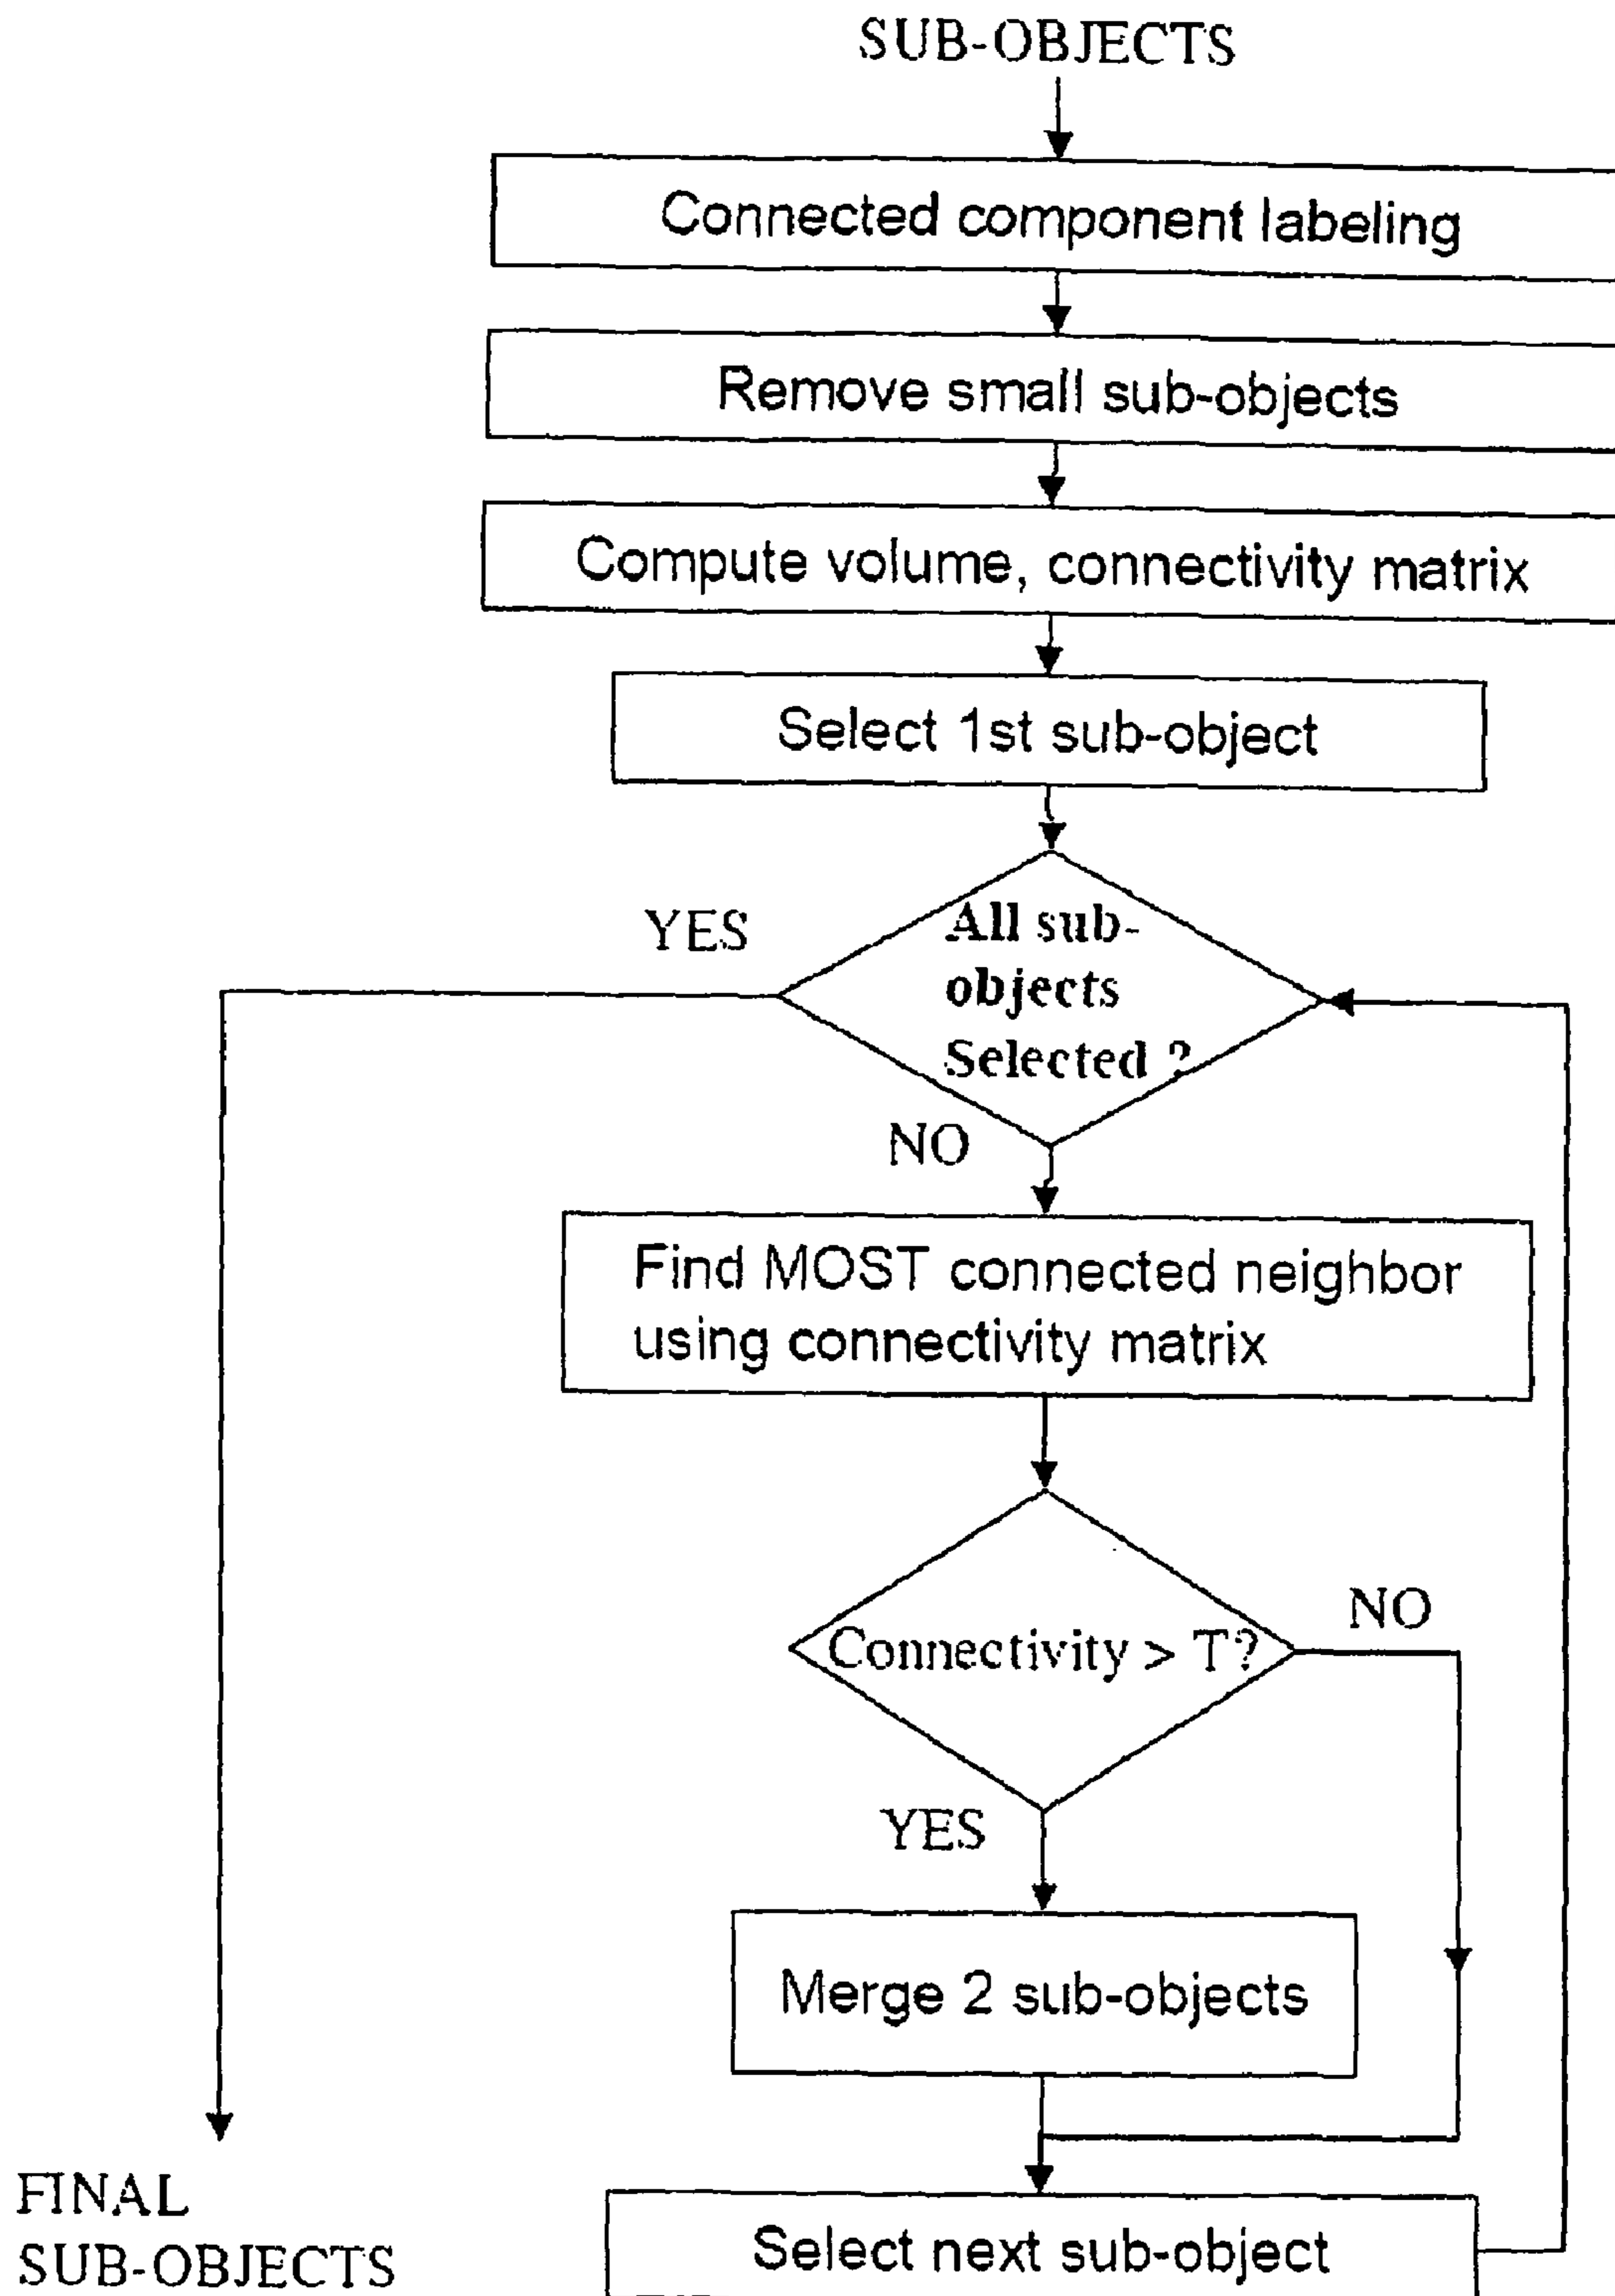 SUB-OBJECTS
Connected component labeling
Remove small sub-objects
Compute volume, connectivity matrix
Select 1st sub-object
YES
All sub-
objects
Selected ?
NO
Find MOST connected neighbor
using connectivity matrix
Connectivity > T?
NO
YES
Merge 2 sub-objects
Select next sub-object
FINAL
SUB-OBJECTS